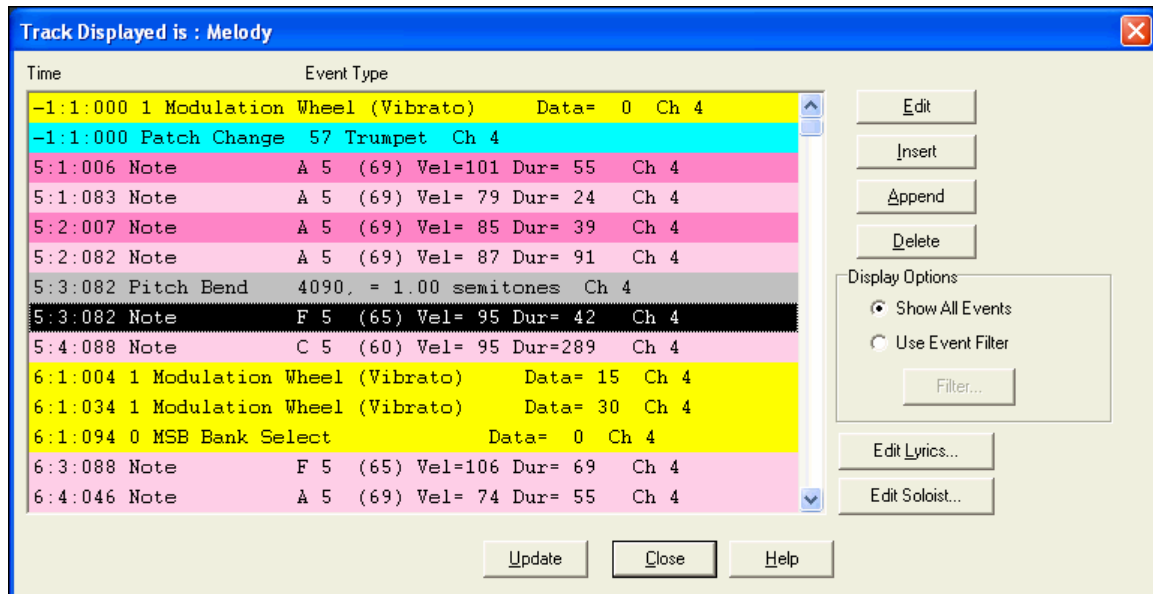 Track Displayed is : Melody
Time Event Type
-1:1:000 1 Modulation Wheel (Vibrato) Data= 0 Ch 4
-1:1:000 Patch Change 57 Trumpet Ch 4
5:1:006 Note A 5 (69) Vel=101 Dur= 55 Ch 4
5:1:083 Note A 5 (69) Vel= 79 Dur= 24 Ch 4
5:2:007 Note A 5 (69) Vel= 85 Dur= 39 Ch 4
5:2:082 Note A 5 (69) Vel= 87 Dur= 91 Ch 4
5:3:082 Pitch Bend 4090, = 1.00 semitones Ch 4
5:3:082 Note F 5 (65) Vel= 95 Dur= 42 Ch 4
5:4:088 Note C 5 (60) Vel= 95 Dur=289 Ch 4
6:1:004 1 Modulation Wheel (Vibrato) Data= 15 Ch 4
6:1:034 1 Modulation Wheel (Vibrato) Data= 30 Ch 4
6:1:094 0 MSB Bank Select Data= 0 Ch 4
6:3:088 Note F 5 (65) Vel=106 Dur= 69 Ch 4
6:4:046 Note A 5 (69) Vel= 74 Dur= 55 Ch 4
Edit
Insert
Append
Delete
Display Options
Show All Events
Use Event Filter
Filter...
Edit Lyrics...
Edit Soloist...
Update Close Help